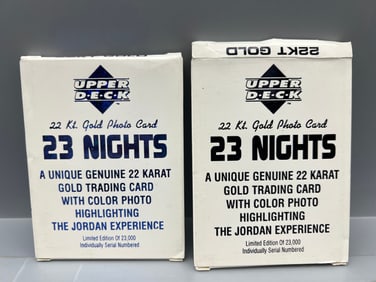 UPPER
D·E·C·K
22 Kt. Gold Photo Card
23 NIGHTS
A UNIQUE GENUINE 22 KARAT
GOLD TRADING CARD
WITH COLOR PHOTO
HIGHLIGHTING
THE JORDAN EXPERIENCE
Limited Edition Of 23,000
Individually Serial Numbered
22KT GOLD
UPPER
D·E·C·K
22 Kt. Gold Photo Card
23 NIGHTS
A UNIQUE GENUINE 22 KARAT
GOLD TRADING CARD
WITH COLOR PHOTO
HIGHLIGHTING
THE JORDAN EXPERIENCE
Limited Edition Of 23,000
Individually Serial Numbered